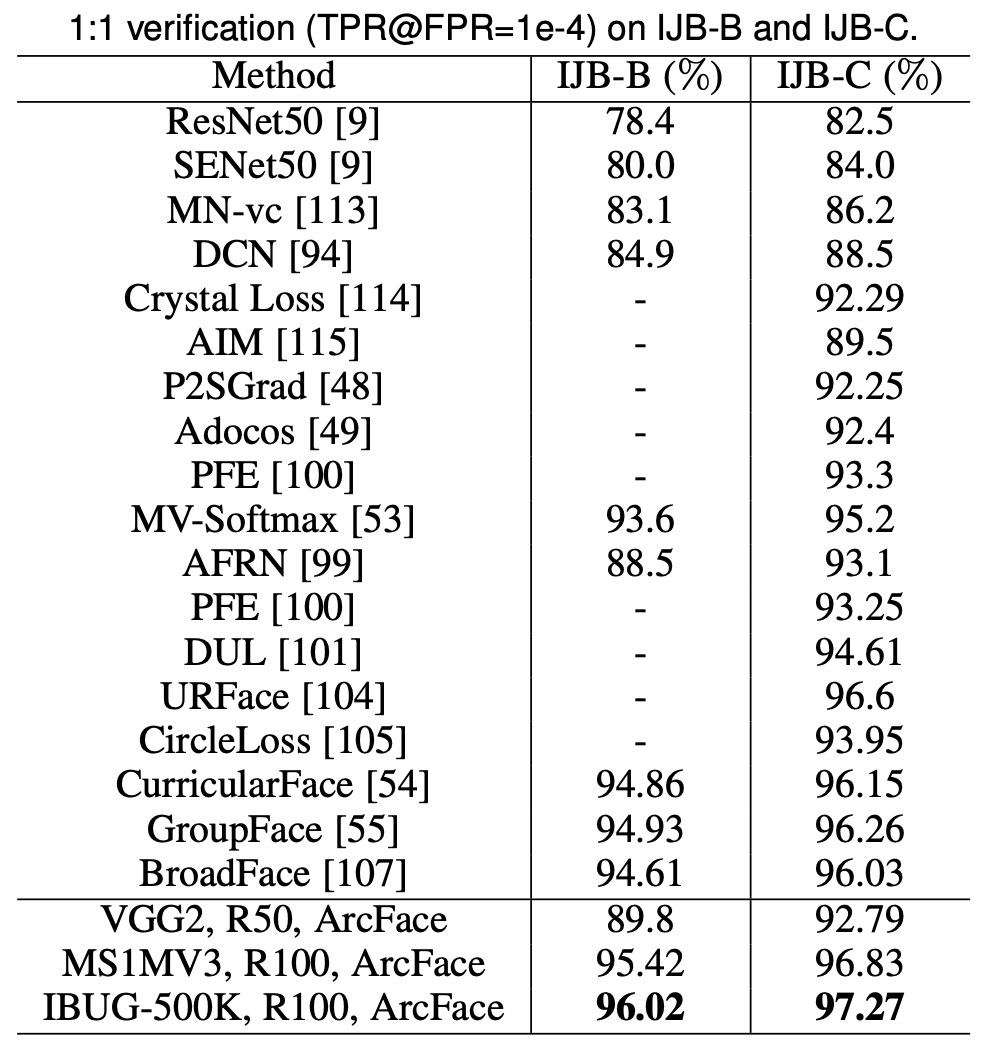 1:1 verification (TPR@FPR=1e-4) on IJB-B and IJB-C.
Method IJB-B (%) IJB-C (%)
ResNet50 [9] 78.4 82.5
SENet50 [9] 80.0 84.0
MN-vc [113] 83.1 86.2
DCN [94] 84.9 88.5
Crystal Loss [114] - 92.29
AIM [115] - 89.5
P2SGrad [48] - 92.25
Adocos [49] - 92.4
PFE [100] - 93.3
MV-Softmax [53] 93.6 95.2
AFRN [99] 88.5 93.1
PFE [100] - 93.25
DUL [101] - 94.61
URFace [104] - 96.6
CircleLoss [105] - 93.95
CurricularFace [54] 94.86 96.15
GroupFace [55] 94.93 96.26
BroadFace [107] 94.61 96.03
VGG2, R50, ArcFace 89.8 92.79
MS1MV3, R100, ArcFace 95.42 96.83
IBUG-500K, R100, ArcFace 96.02 97.27